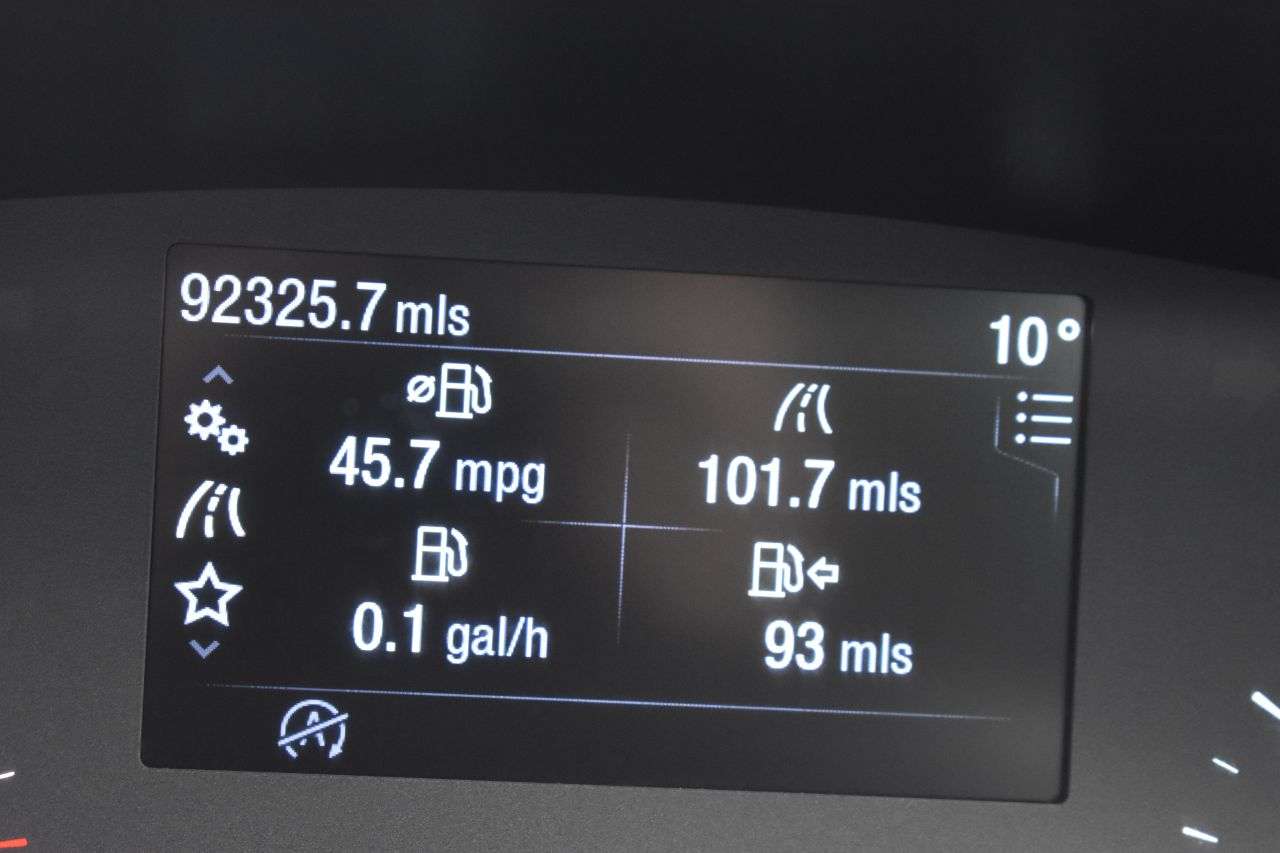 92325.7 mls
10°
45.7 mpg
101.7 mls
0.1 gal/h
93 mls
A